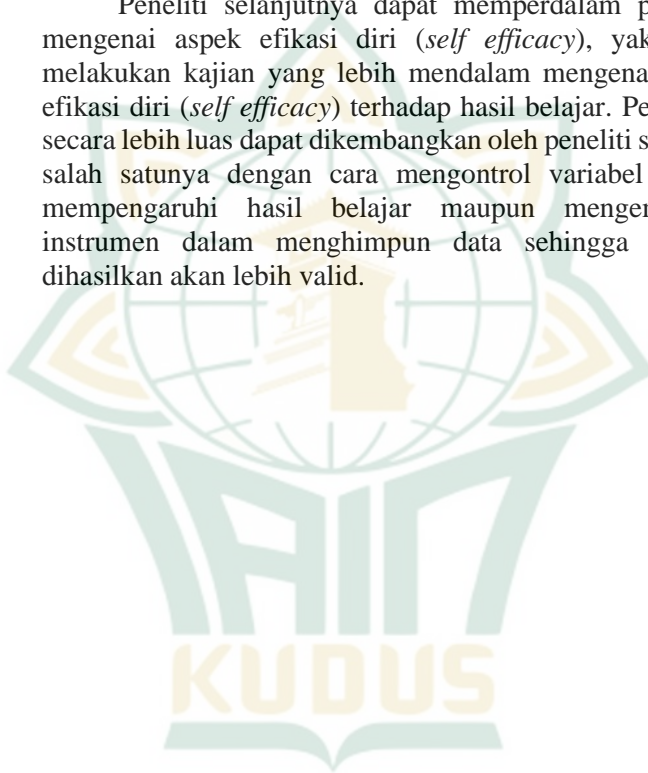 Peneliti selanjutnya dapat memperdalam p
mengenai aspek efikasi diri (self efficacy), yak
melakukan kajian yang lebih mendalam mengena
efikasi diri (self efficacy) terhadap hasil belajar. Pe
secara lebih luas dapat dikembangkan oleh peneliti s
salah satunya dengan cara mengontrol variabel
mempengaruhi hasil belajar maupun menger
instrumen dalam menghimpun data sehingga
dihasilkan akan lebih valid.
IAIN
KUDUS